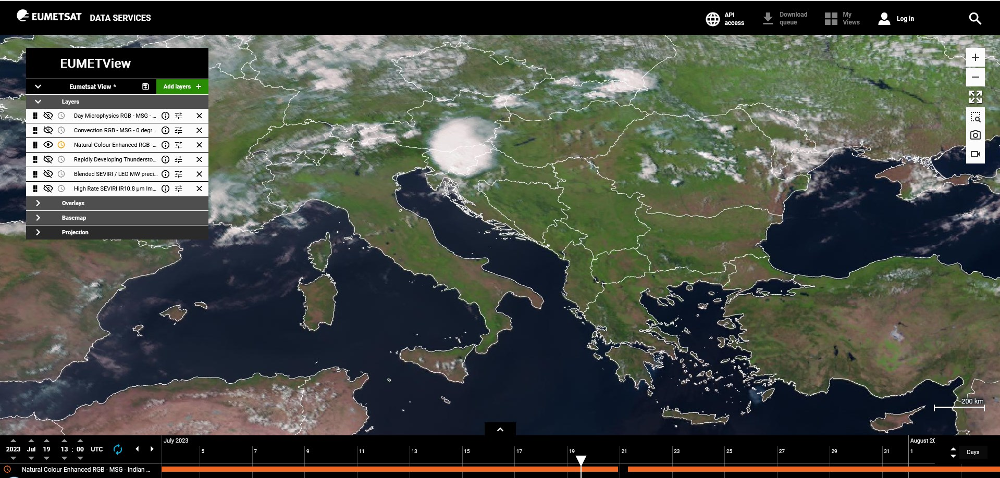 EUMETSAT DATA SERVICES
API access
Download queue
My Views
Log in
EUMETView
Eumetsat View *
Add layers +
Layers
Day Microphysics RGB - MSG - ...
Convection RGB - MSG - 0 degr...
Natural Colour Enhanced RGB -...
Rapidly Developing Thundersto...
Blended SEVIRI / LEO MW preci...
High Rate SEVIRI IR10.8 µm Im...
Overlays
Basemap
Projection
200 km
July 2023
August 20
2023 Jul 19 13 : 00 UTC
5 7 9 11 13 15 17 19 21 23 25 27 29 31 1
Days
Natural Colour Enhanced RGB - MSG - Indian ...